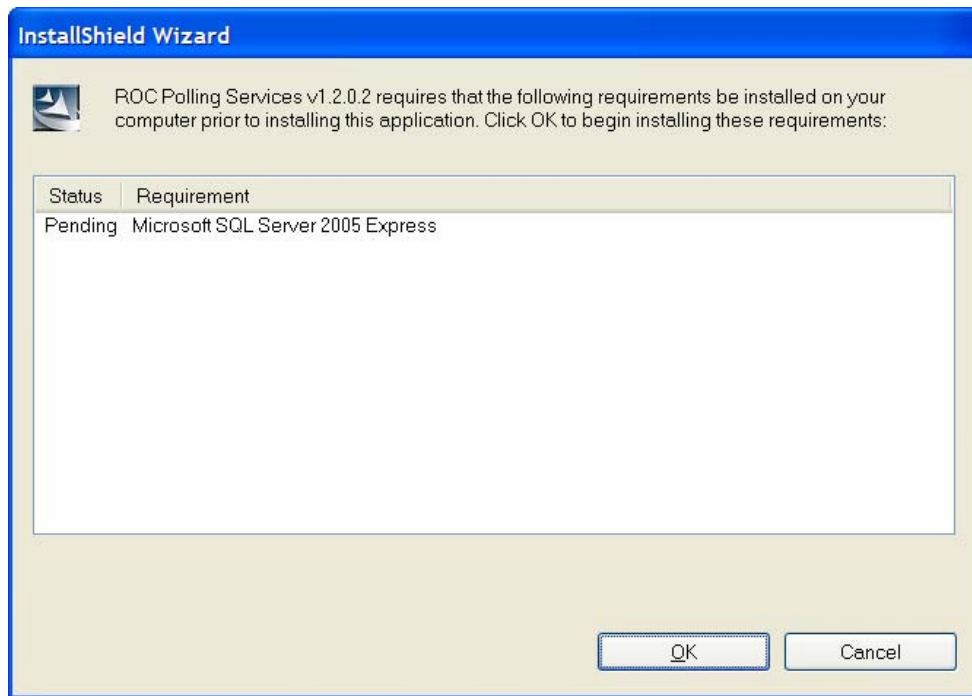 InstallShield Wizard
ROC Polling Services v1.2.0.2 requires that the following requirements be installed on your
computer prior to installing this application. Click OK to begin installing these requirements:
Status Requirement
Pending Microsoft SQL Server 2005 Express
OK Cancel